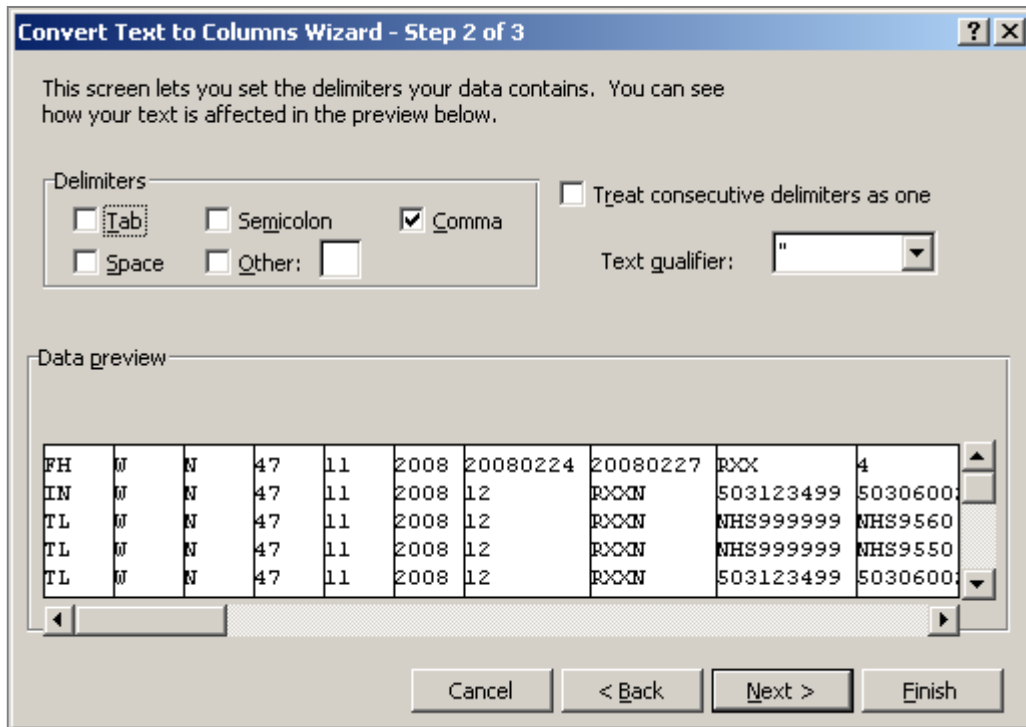 Convert Text to Columns Wizard - Step 2 of 3
This screen lets you set the delimiters your data contains. You can see
how your text is affected in the preview below.
Delimiters
Tab Semicolon Comma
Space Other:
Treat consecutive delimiters as one
Text qualifier: "
Data preview
FH W N 47 11 2008 20080224 20080227 RXX 4
IN W N 47 11 2008 12 RXXN 503123499 50306002
TL W N 47 11 2008 12 RXXN NHS999999 NHS9560
TL W N 47 11 2008 12 RXXN NHS999999 NHS9550
TL W N 47 11 2008 12 RXXN 503123499 50306002
Cancel < Back Next > Finish